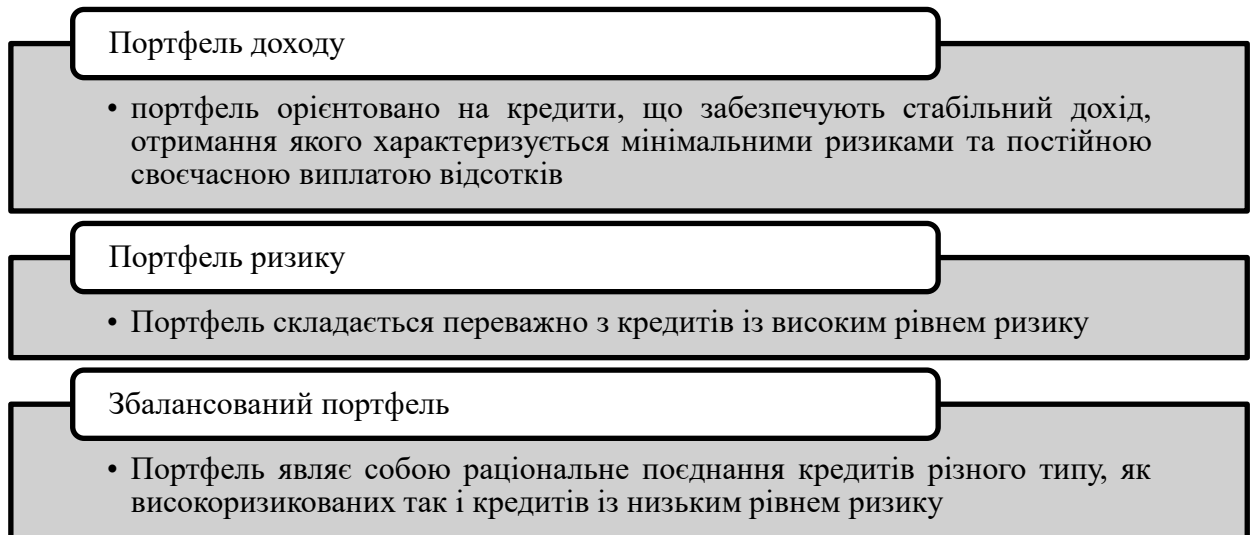 Портфель доходу
• портфель орієнтовано на кредити, що забезпечують стабільний дохід,
отримання якого характеризується мінімальними ризиками та постійною
своєчасною виплатою відсотків
Портфель ризику
• Портфель складається переважно з кредитів із високим рівнем ризику
Збалансований портфель
• Портфель являє собою раціональне поєднання кредитів різного типу, як
високоризикованих так і кредитів із низьким рівнем ризику